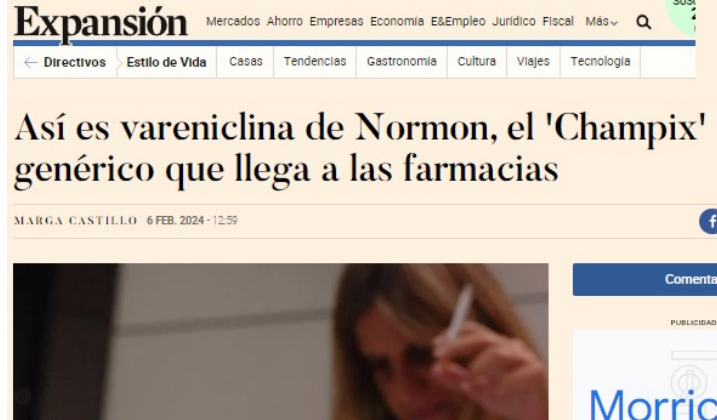 Expansión Mercados Ahorro Empresas Economía E&Empleo Jurídico Fiscal Más
← Directivos Estilo de Vida Casas Tendencias Gastronomía Cultura Viajes Tecnología
Así es vareniclina de Normon, el 'Champix'
genérico que llega a las farmacias
MARGA CASTILLO 6 FEB. 2024 - 12:59
f
Comenta
PUBLICIDAD
Morric